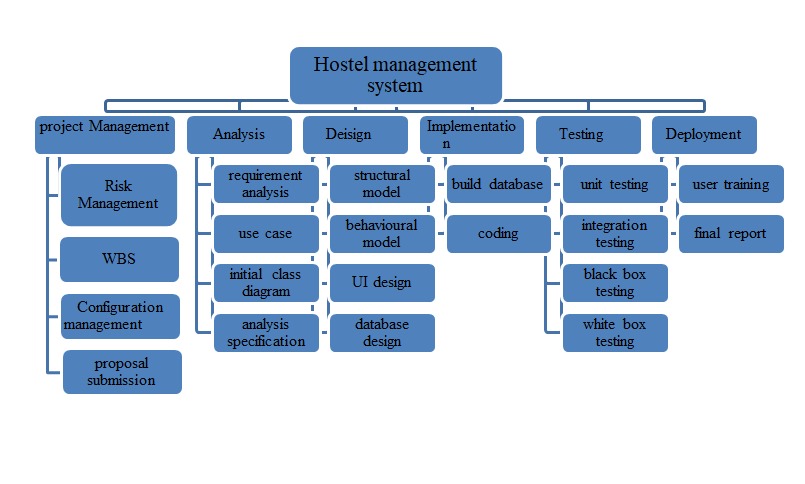 Hostel management
system
project Management
Analysis
Deisign
Implementatio
n
Testing
Deployment
Risk
Management
WBS
Configuration
management
proposal
submission
requirement
analysis
use case
initial class
diagram
analysis
specification
structural
model
behavioural
model
UI design
database
design
build database
coding
unit testing
integration
testing
black box
testing
white box
testing
user training
final report